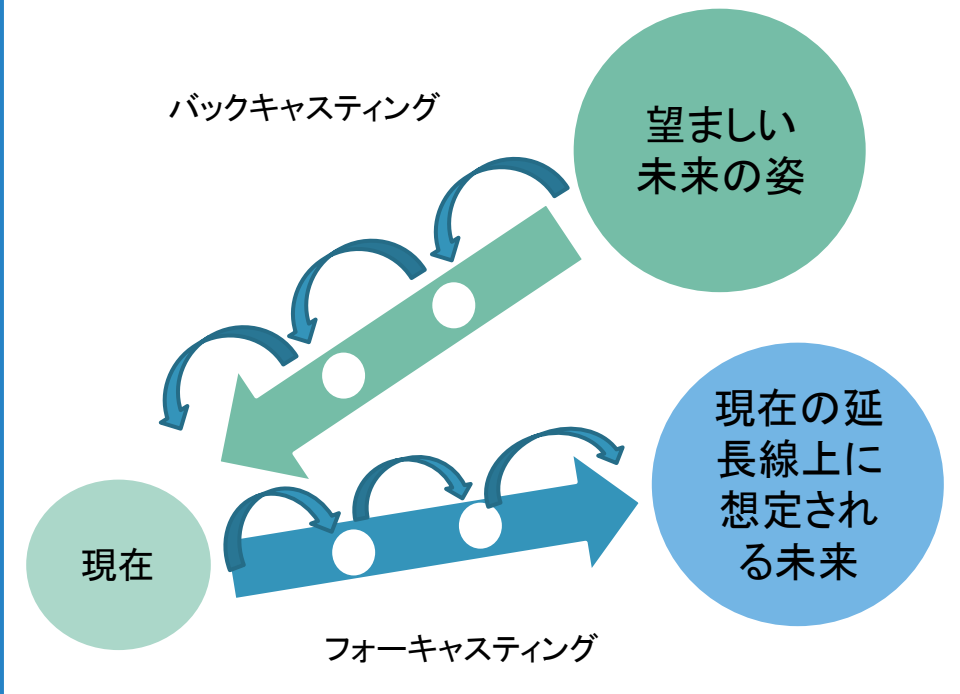 バックキャスティング
望ましい
未来の姿
現在の延
長線上に
想定され
る未来
現在
フォーキャスティング